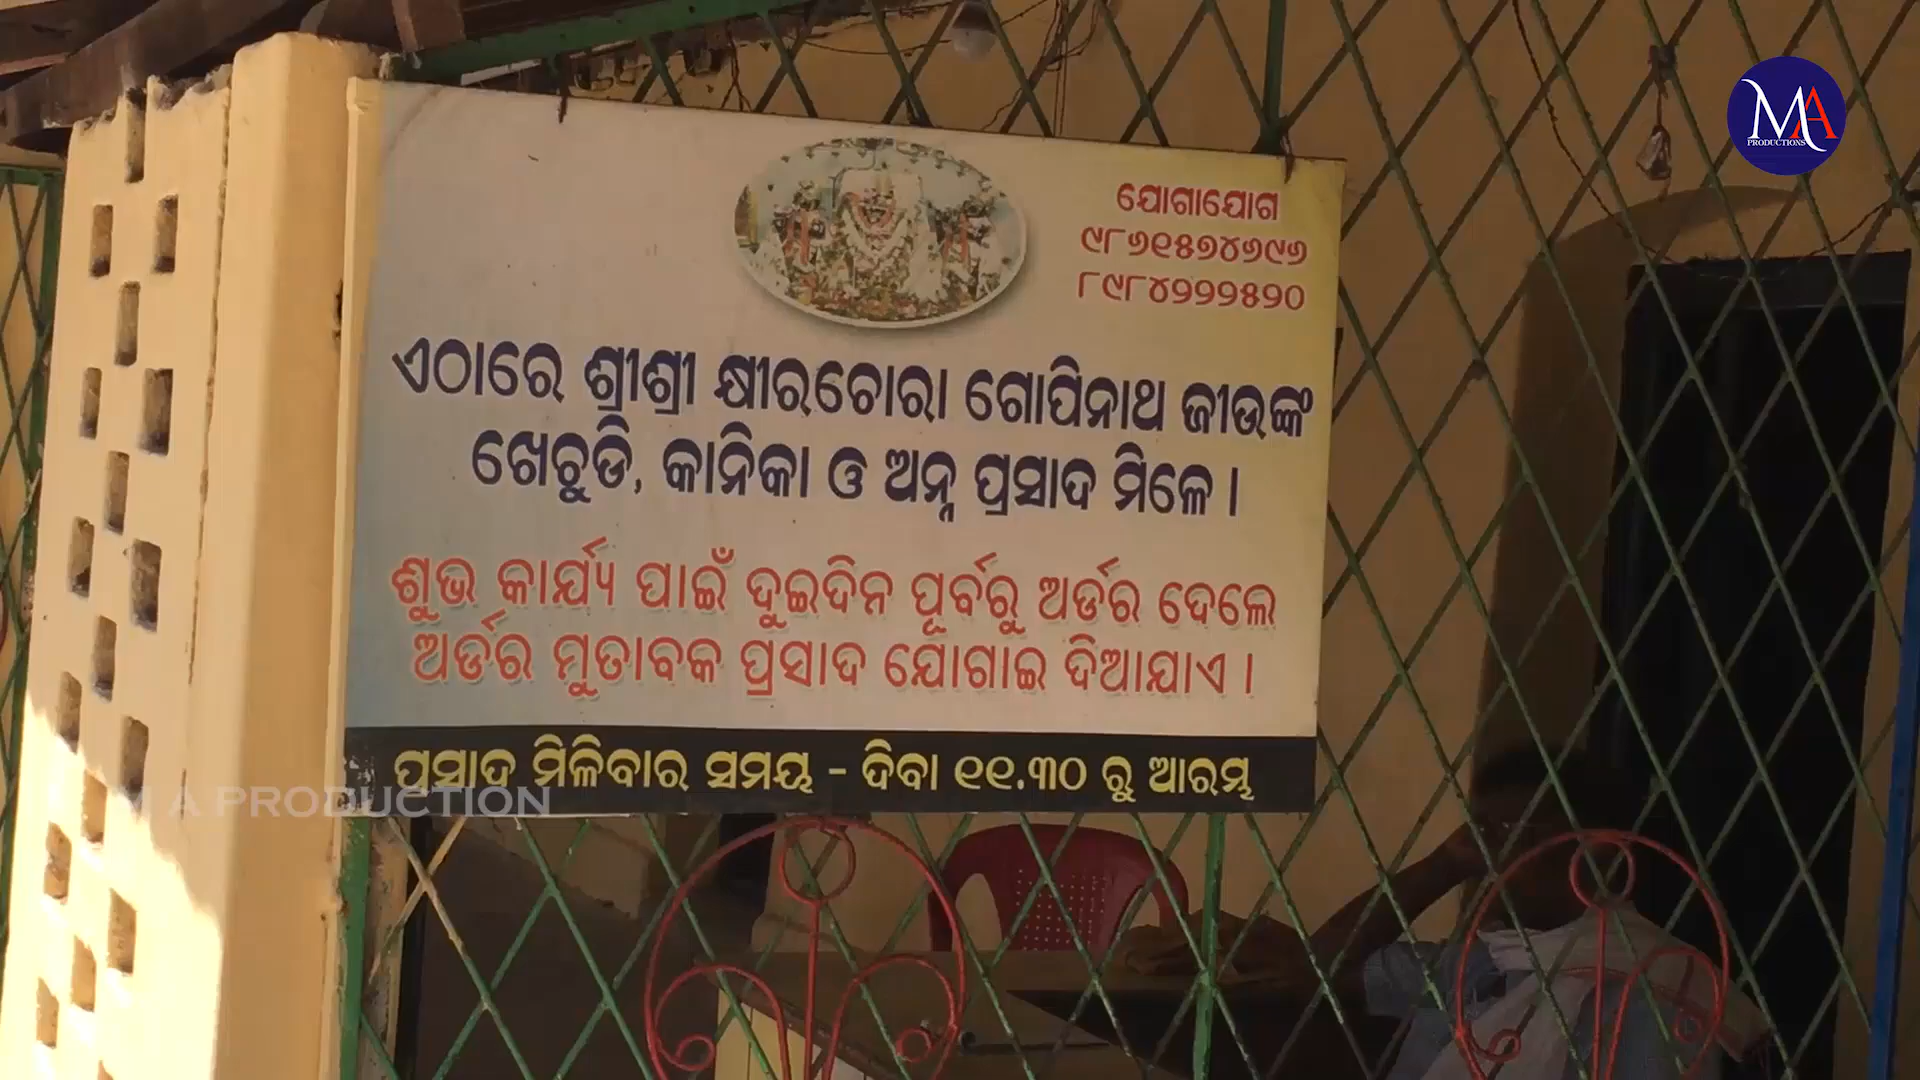 MA
PRODUCTIONS
ଯୋଗାଯୋଗ
୯୮୬୧୫୭୪୬୯୬
୮୯୮୪୨୨୨୫୨୦
ଏଠାରେ ଶ୍ରୀଶ୍ରୀ କ୍ଷୀରଚୋରା ଗୋପିନାଥ ଜୀଉଙ୍କ
ଖେଚୁଡି, କାନିକା ଓ ଅନ୍ନ ପ୍ରସାଦ ମିଳେ ।
ଶୁଭ କାର୍ଯ୍ୟ ପାଇଁ ଦୁଇଦିନ ପୂର୍ବରୁ ଅର୍ଡର ଦେଲେ
ଅର୍ଡର ମୁତାବକ ପ୍ରସାଦ ଯୋଗାଇ ଦିଆଯାଏ ।
ପ୍ରସାଦ ମିଳିବାର ସମୟ - ଦିବା ୧୧.୩୦ ରୁ ଆରମ୍ଭ
M A PRODUCTION